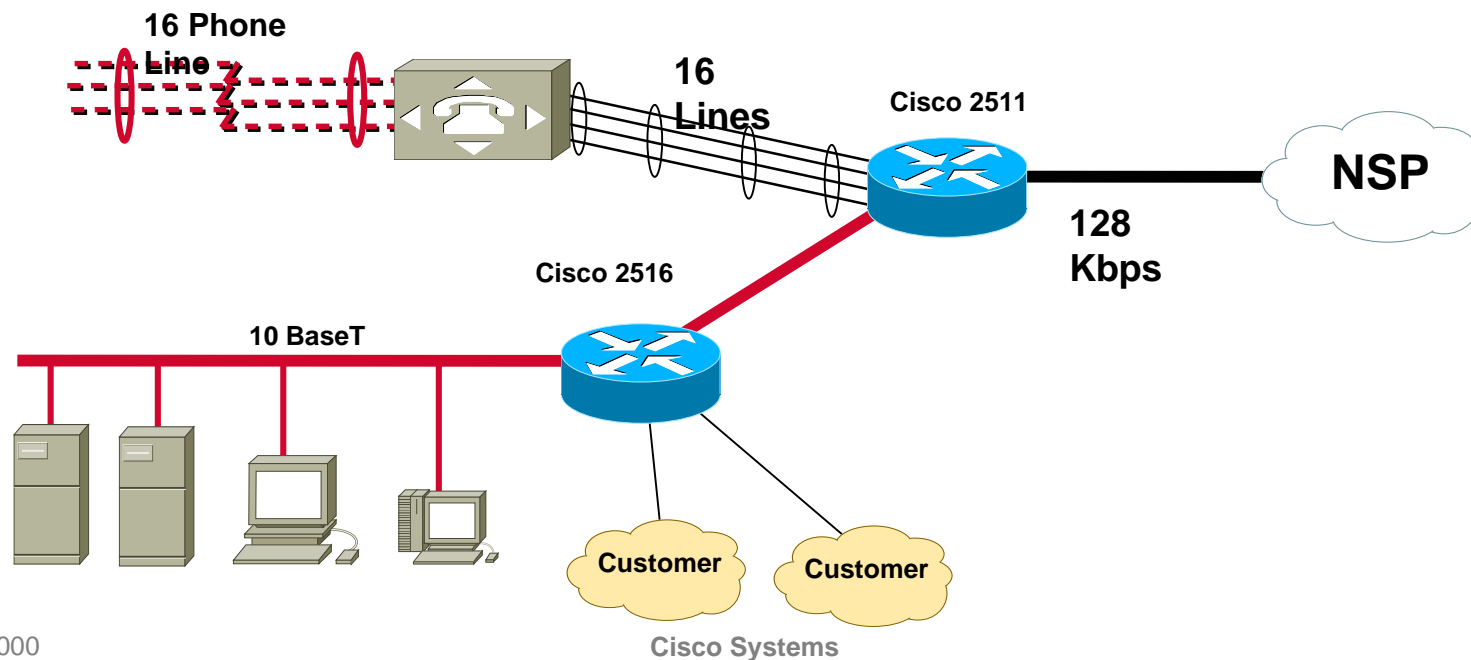 16 Phone
Line
16
Lines
Cisco 2511
NSP
128
Kbps
Cisco 2516
10 BaseT
Customer
Customer
000
Cisco Systems